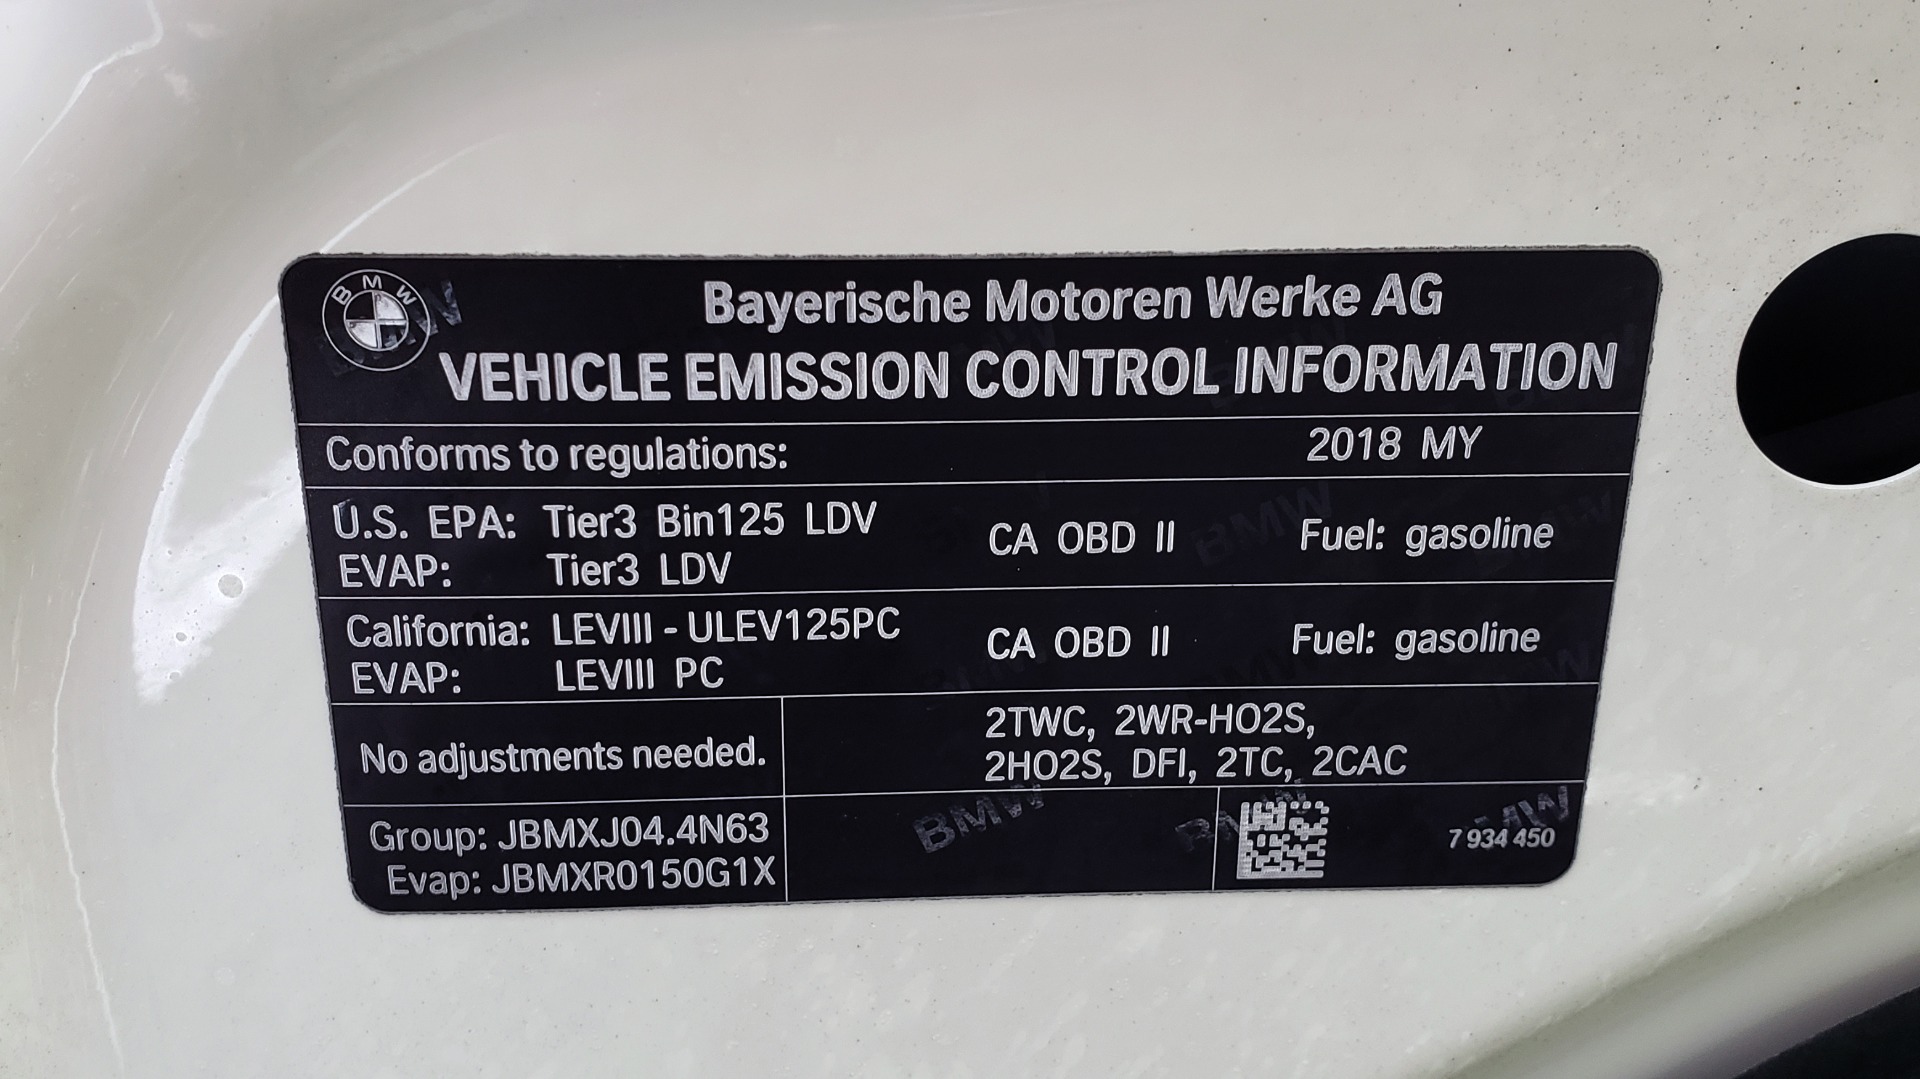 BMW
Bayerische Motoren Werke AG
VEHICLE EMISSION CONTROL INFORMATION
Conforms to regulations: 2018 MY
U.S. EPA: Tier3 Bin125 LDV CA OBD II Fuel: gasoline
EVAP: Tier3 LDV
California: LEVIII - ULEV125PC CA OBD II Fuel: gasoline
EVAP: LEVIII PC
No adjustments needed.
2TWC, 2WR-HO2S,
2HO2S, DFI, 2TC, 2CAC
Group: JBMXJ04.4N63
Evap: JBMXR0150G1X
7 934 450